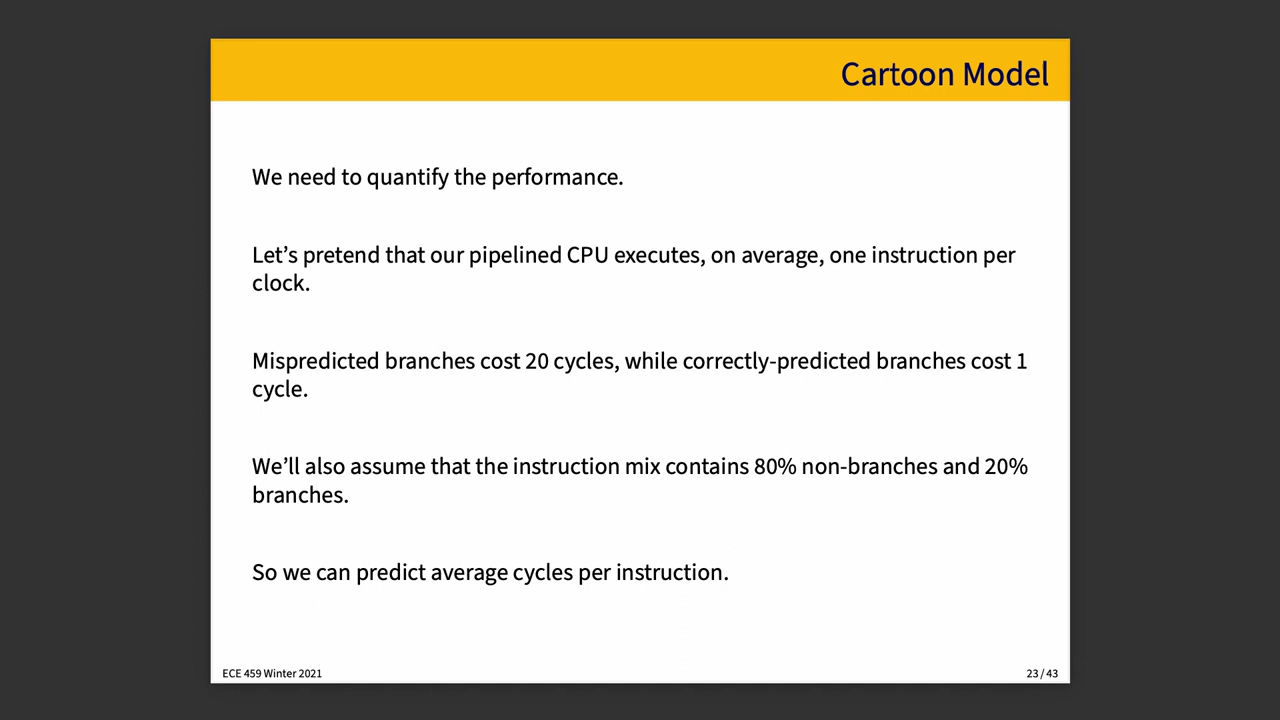 Cartoon Model
We need to quantify the performance.
Let’s pretend that our pipelined CPU executes, on average, one instruction per
clock.
Mispredicted branches cost 20 cycles, while correctly-predicted branches cost 1
cycle.
We’ll also assume that the instruction mix contains 80% non-branches and 20%
branches.
So we can predict average cycles per instruction.
ECE 459 Winter 2021
23 / 43